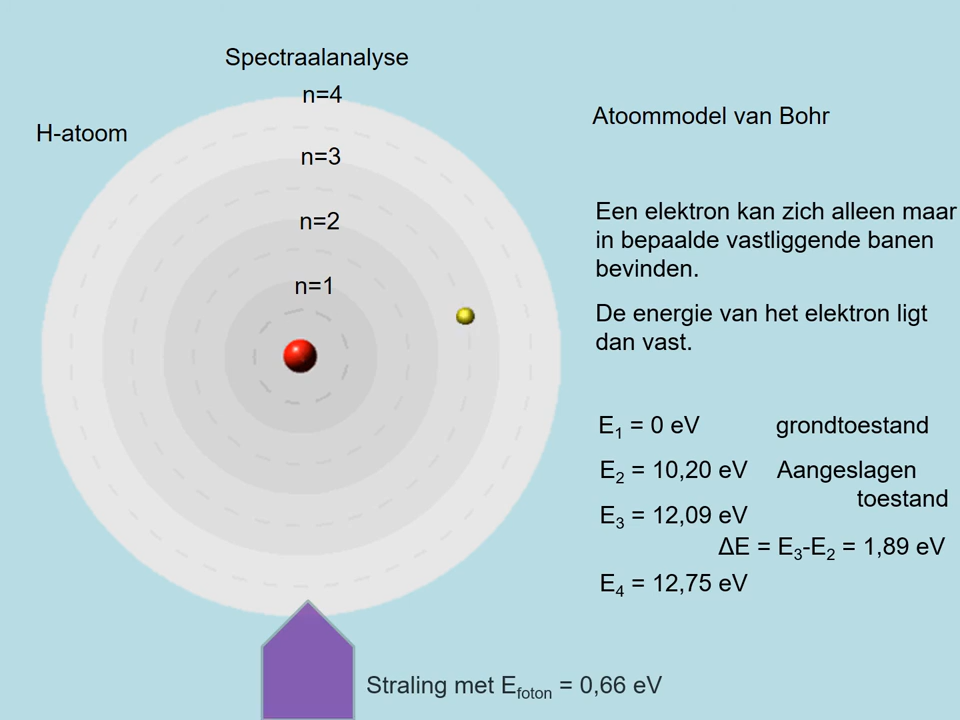 Spectraalanalyse
n=4
H-atoom
Atoommodel van Bohr
n=3
n=2
n=1
Een elektron kan zich alleen maar
in bepaalde vastliggende banen
bevinden.
De energie van het elektron ligt
dan vast.
E₁ = 0 eV grondtoestand
E₂ = 10,20 eV Aangeslagen
toestand
E₃ = 12,09 eV
ΔE = E₃-E₂ = 1,89 eV
E₄ = 12,75 eV
Straling met Efoton = 0,66 eV